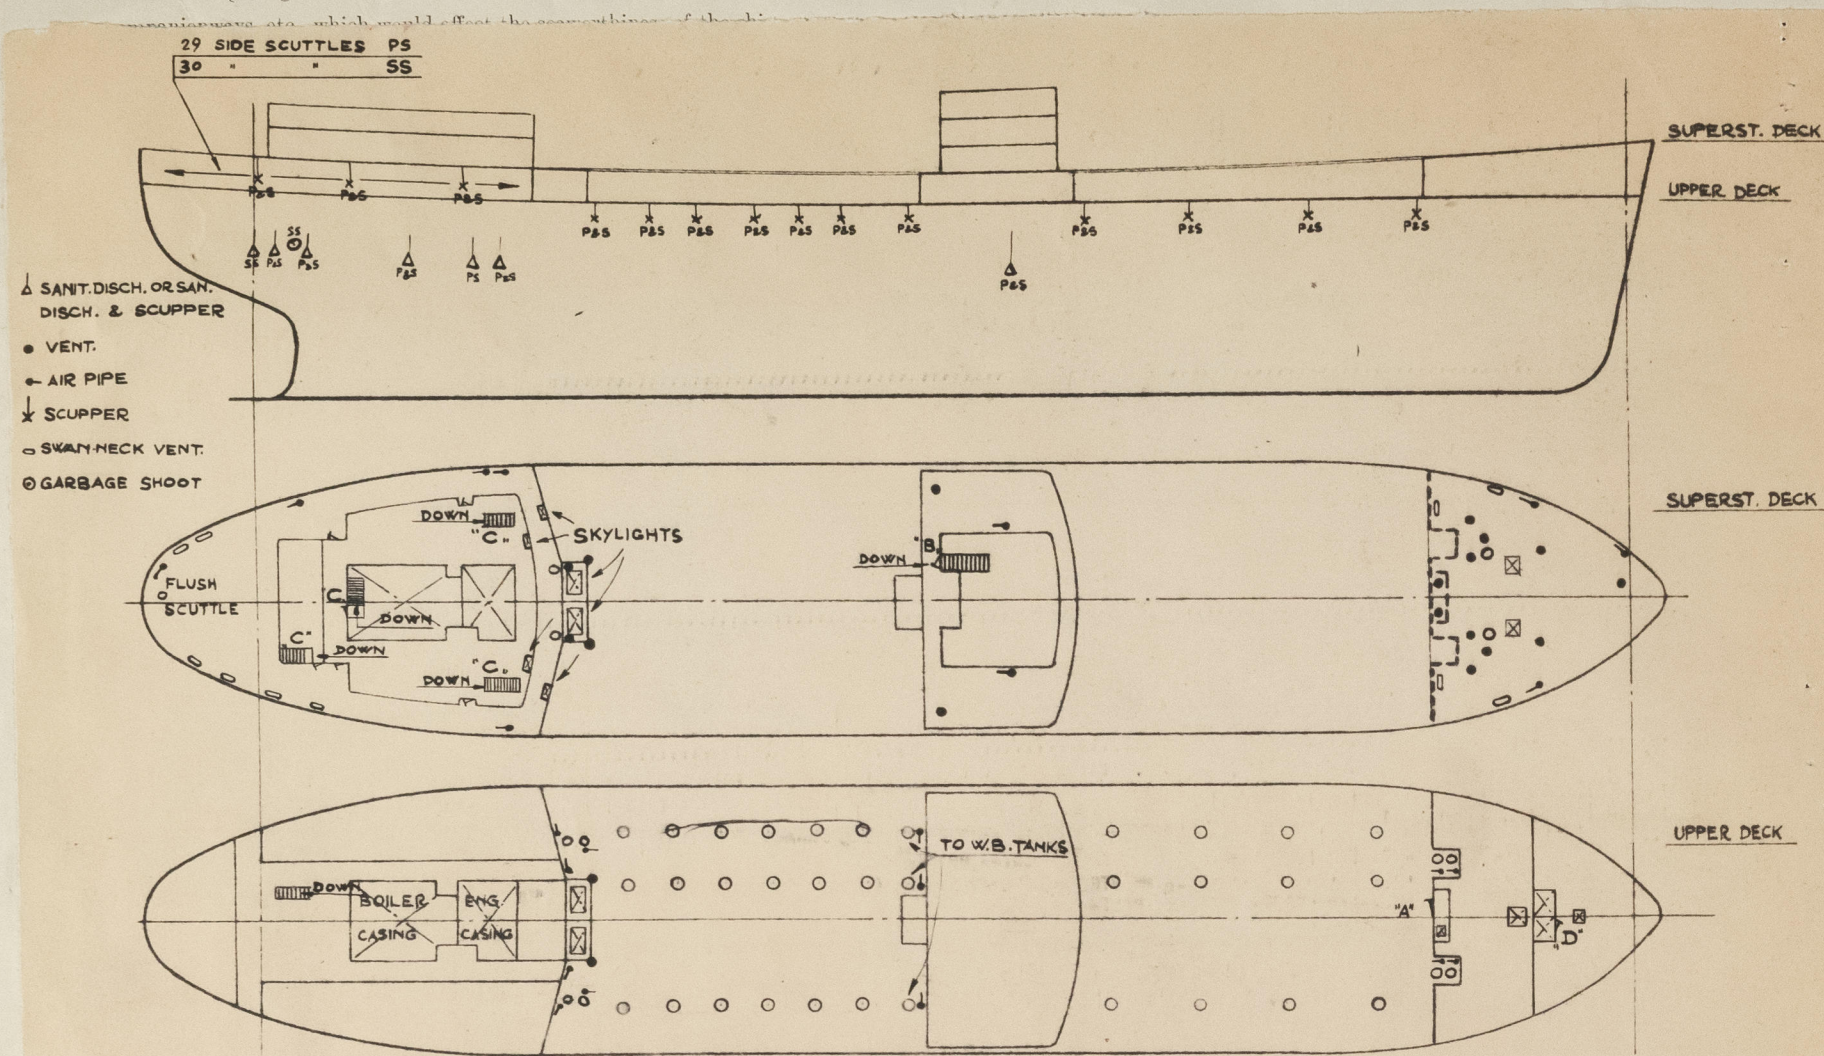 29 SIDE SCUTTLES PS
30 " " SS
SUPERST. DECK
UPPER DECK
P&S P&S P&S
P&S P&S P&S P&S P&S P&S P&S P&S P&S P&S P&S
SS
SS P&S P&S P&S PS P&S P&S
SANIT. DISCH. OR SAN.
DISCH. & SCUPPER
VENT.
AIR PIPE
SCUPPER
SWAN-NECK VENT.
GARBAGE SHOOT
SUPERST. DECK
DOWN
"C"
SKYLIGHTS
"B"
DOWN
FLUSH
SCUTTLE
"C"
DOWN
"C"
DOWN
"C"
DOWN
UPPER DECK
TO W.B. TANKS
DOWN
BOILER ENG
CASING CASING
"A"
"D"